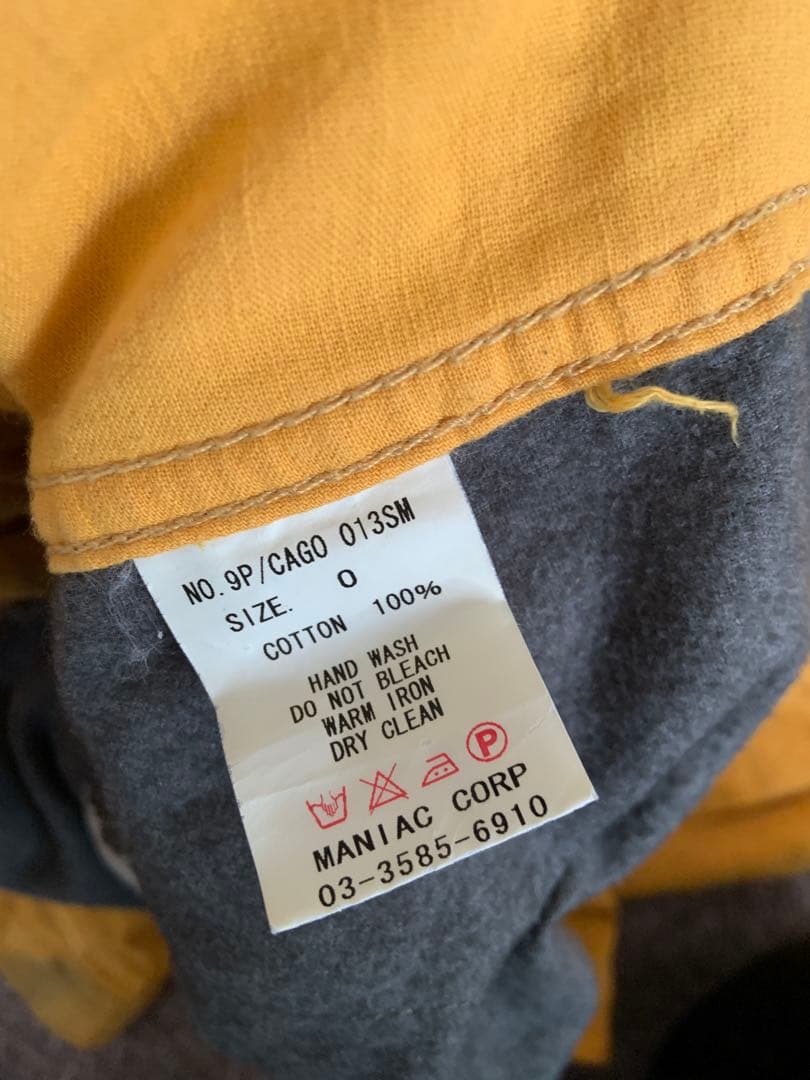 NO.9P/CAGO 013SM
SIZE. 0
COTTON 100%
HAND WASH
DO NOT BLEACH
WARM IRON
DRY CLEAN
P
MANIAC CORP
03-3585-6910